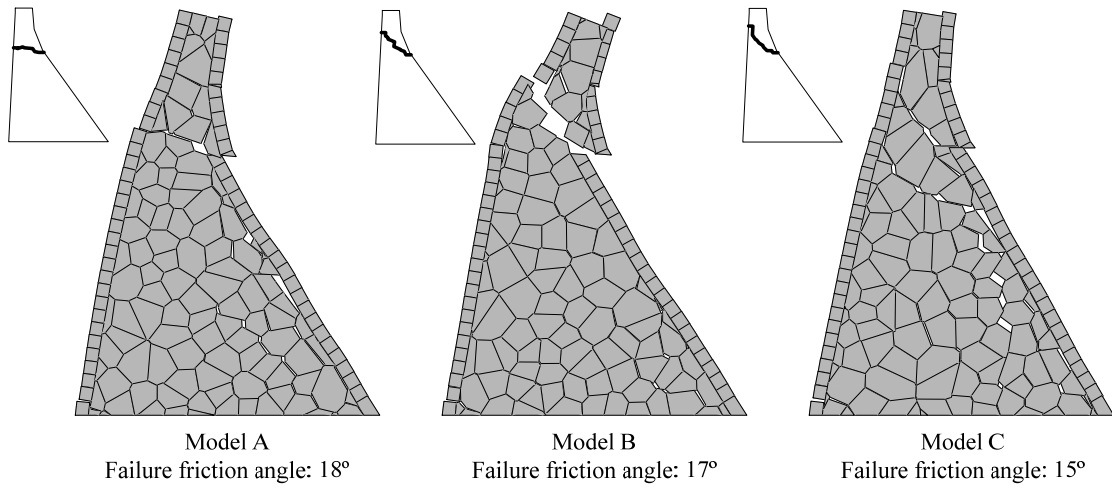 Model A
Failure friction angle: 18º
Model B
Failure friction angle: 17º
Model C
Failure friction angle: 15º